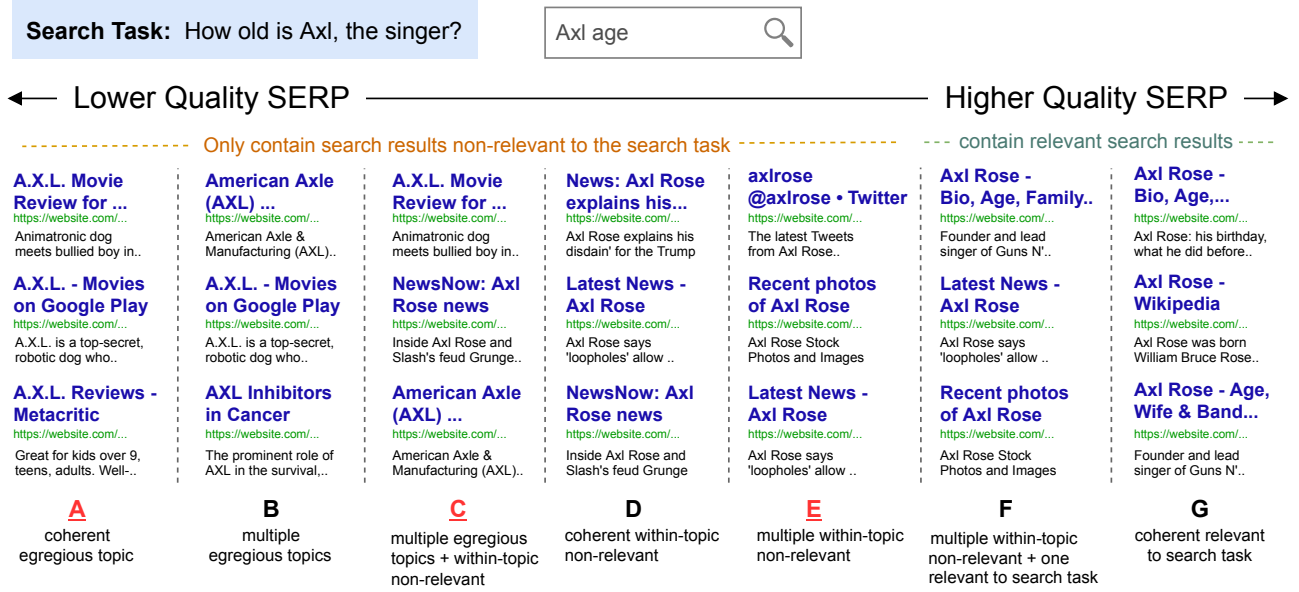 Search Task: How old is Axl, the singer?
Axl age
Lower Quality SERP
Higher Quality SERP
Only contain search results non-relevant to the search task
contain relevant search results
A.X.L. Movie
Review for ...
https://website.com/...
Animatronic dog
meets bullied boy in..
A.X.L. - Movies
on Google Play
https://website.com/...
A.X.L. is a top-secret,
robotic dog who..
A.X.L. Reviews -
Metacritic
https://website.com/...
Great for kids over 9,
teens, adults. Well-..
A
coherent
egregious topic
American Axle
(AXL) ...
https://website.com/...
American Axle &
Manufacturing (AXL)..
A.X.L. - Movies
on Google Play
https://website.com/...
A.X.L. is a top-secret,
robotic dog who..
AXL Inhibitors
in Cancer
https://website.com/...
The prominent role of
AXL in the survival,..
B
multiple
egregious topics
A.X.L. Movie
Review for ...
https://website.com/...
Animatronic dog
meets bullied boy in..
NewsNow: Axl
Rose news
https://website.com/...
Inside Axl Rose and
Slash's feud Grunge..
American Axle
(AXL) ...
https://website.com/...
American Axle &
Manufacturing (AXL)..
C
multiple egregious
topics + within-topic
non-relevant
News: Axl Rose
explains his...
https://website.com/...
Axl Rose explains his
disdain' for the Trump
Latest News -
Axl Rose
https://website.com/...
Axl Rose says
'loopholes' allow ..
NewsNow: Axl
Rose news
https://website.com/...
Inside Axl Rose and
Slash's feud Grunge
D
coherent within-topic
non-relevant
axlrose
@axlrose • Twitter
https://website.com/...
The latest Tweets
from Axl Rose..
Recent photos
of Axl Rose
https://website.com/...
Axl Rose Stock
Photos and Images
Latest News -
Axl Rose
https://website.com/...
Axl Rose says
'loopholes' allow ..
E
multiple within-topic
non-relevant
Axl Rose -
Bio, Age, Family..
https://website.com/...
Founder and lead
singer of Guns N'..
Latest News -
Axl Rose
https://website.com/...
Axl Rose says
'loopholes' allow ..
Recent photos
of Axl Rose
https://website.com/...
Axl Rose Stock
Photos and Images
F
multiple within-topic
non-relevant + one
relevant to search task
Axl Rose -
Bio, Age,...
https://website.com/...
Axl Rose: his birthday,
what he did before..
Axl Rose -
Wikipedia
https://website.com/...
Axl Rose was born
William Bruce Rose..
Axl Rose - Age,
Wife & Band...
https://website.com/...
Founder and lead
singer of Guns N'..
G
coherent relevant
to search task